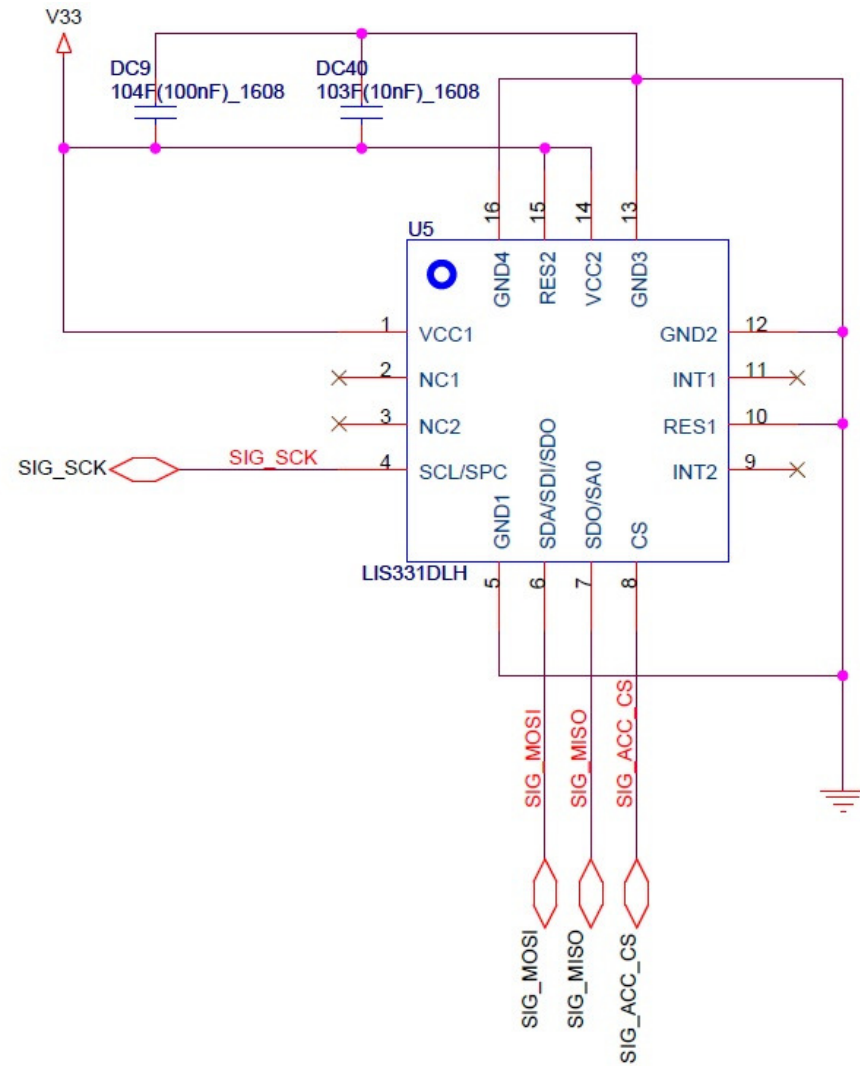 V33
DC9
104F(100nF)_1608
DC40
103F(10nF)_1608
16
15
14
13
U5
GND4
RES2
VCC2
GND3
1
VCC1
GND2
12
2
NC1
INT1
11
3
NC2
RES1
10
SIG_SCK
SIG_SCK
4
SCL/SPC
INT2
9
GND1
SDA/SDI/SDO
SDO/SA0
CS
LIS331DLH
5
6
7
8
SIG_MOSI
SIG_MISO
SIG_ACC_CS
SIG_MOSI
SIG_MISO
SIG_ACC_CS